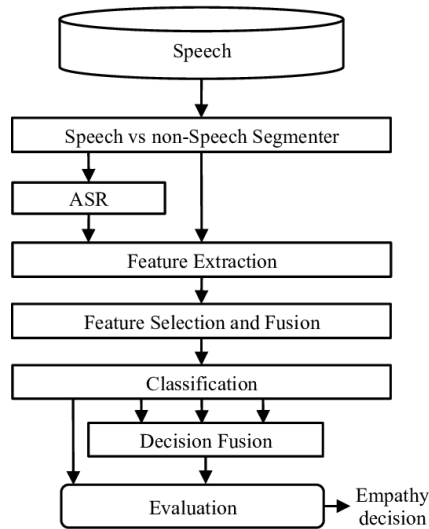 Speech
Speech vs non-Speech Segmenter
ASR
Feature Extraction
Feature Selection and Fusion
Classification
Decision Fusion
Evaluation
Empathy
decision